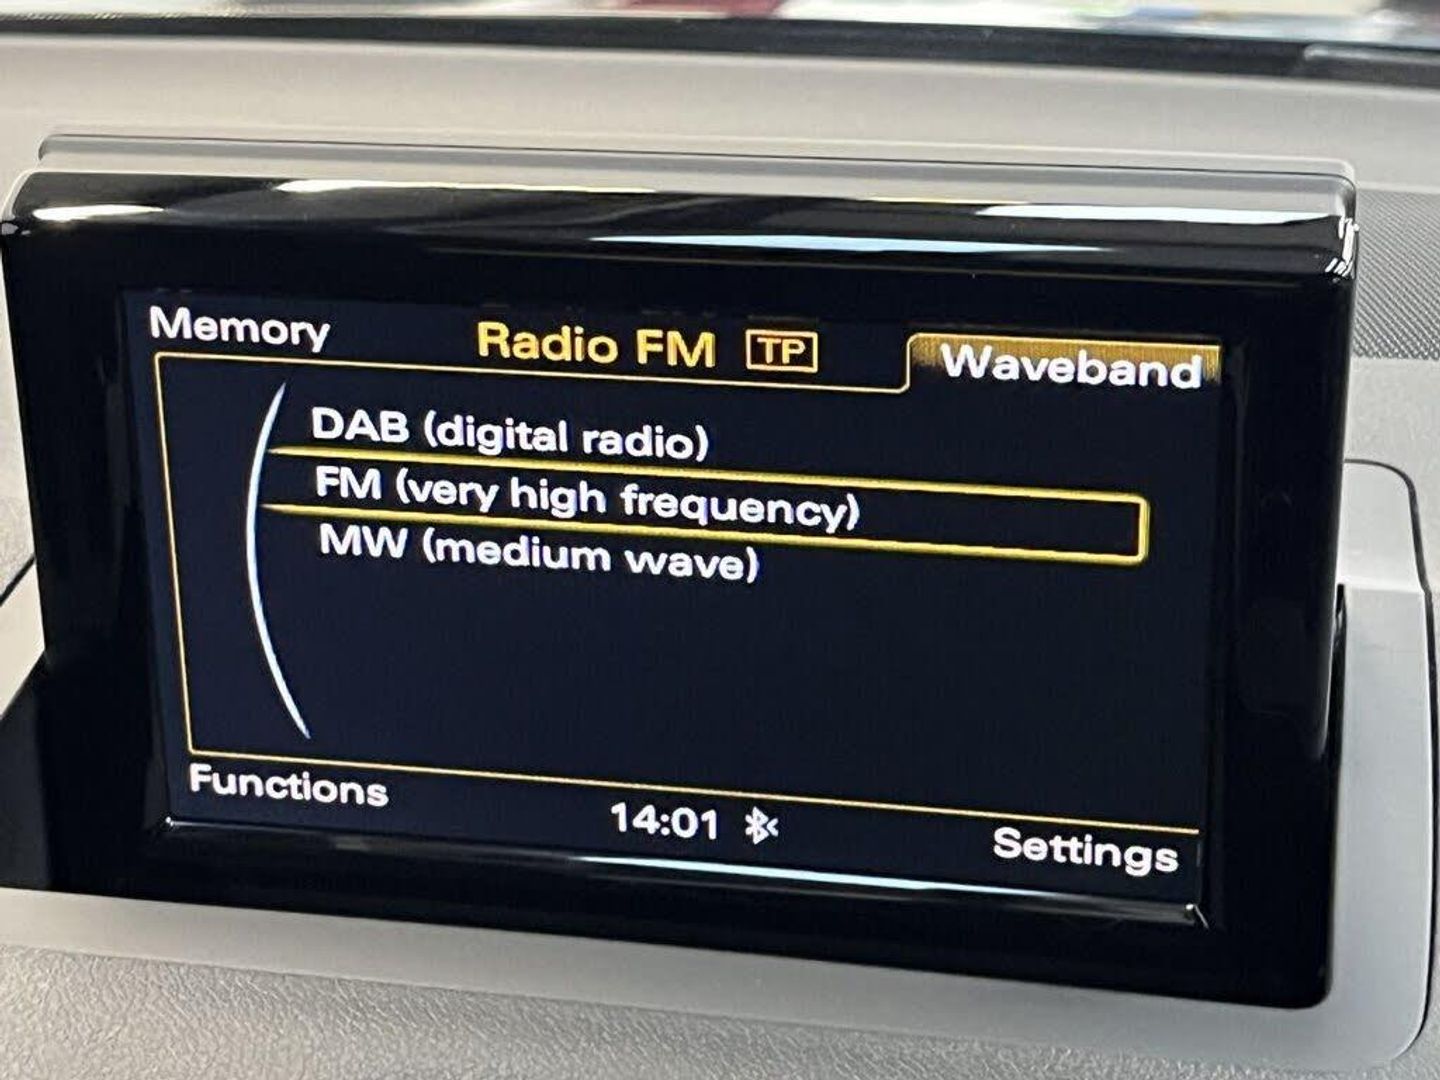 Memory
Radio FM TP
Waveband
DAB (digital radio)
FM (very high frequency)
MW (medium wave)
Functions
14:01
Settings